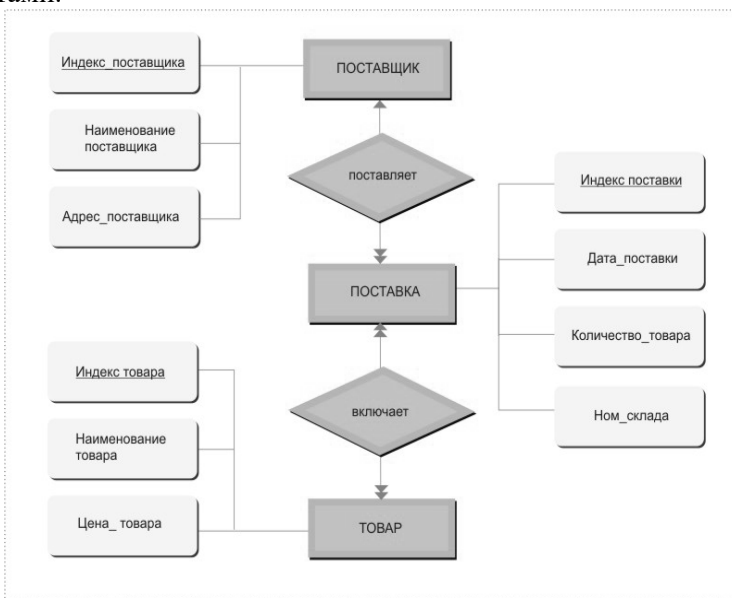 Индекс_поставщика
ПОСТАВЩИК
Наименование
поставщика
поставляет
Адрес_поставщика
Индекс поставки
Дата_поставки
ПОСТАВКА
Количество_товара
Индекс товара
включает
Ном_склада
Наименование
товара
Цена_ товара
ТОВАР